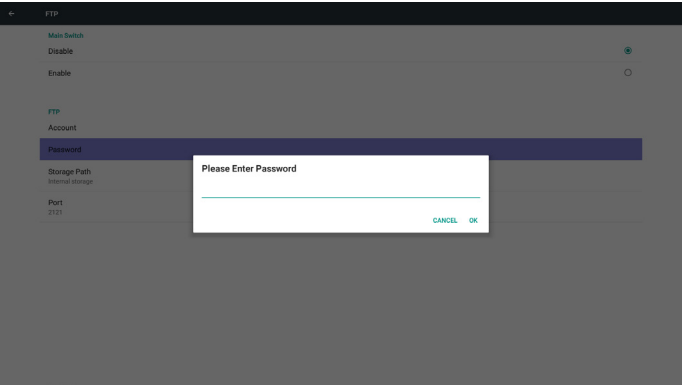 FTP
Main Switch
Disable
Enable
FTP
Account
Password
Storage Path
Internal storage
Port
2121
Please Enter Password
CANCEL OK